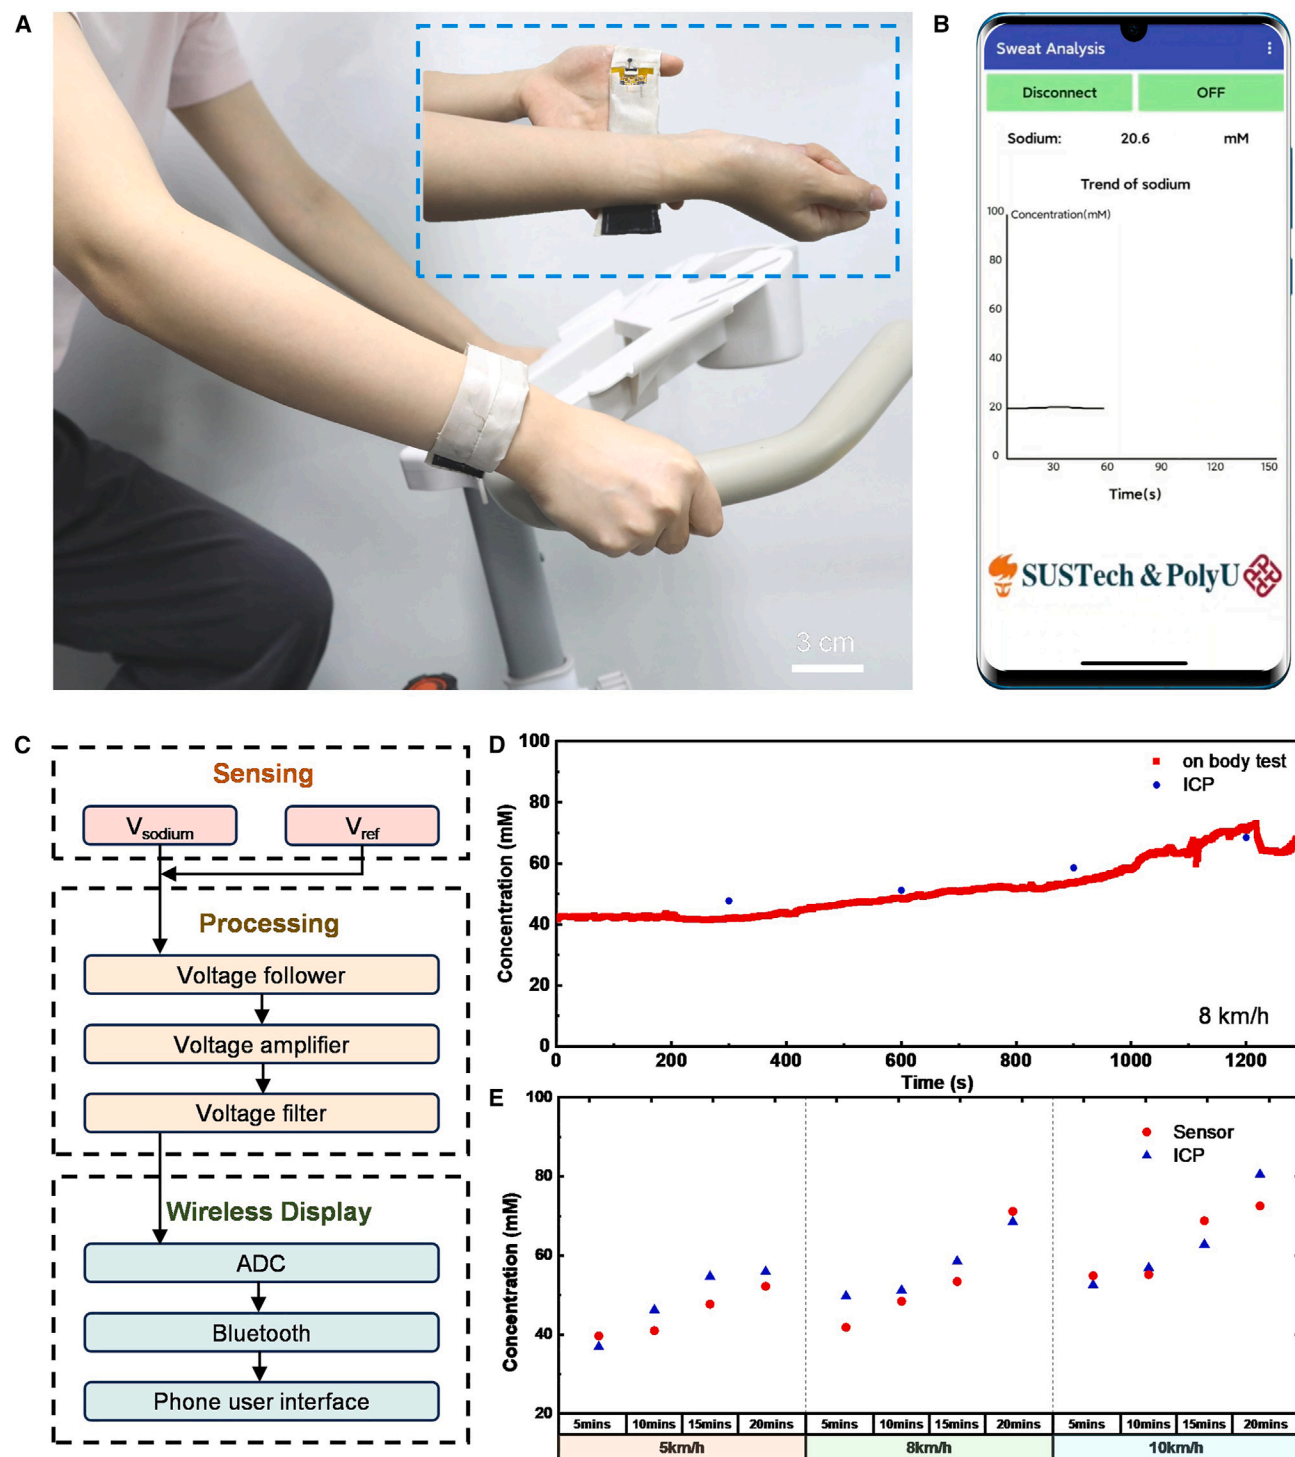 A
3 cm
B
Sweat Analysis
Disconnect OFF
Sodium: 20.6 mM
Trend of sodium
Concentration(mM)
100
80
60
40
20
0
30 60 90 120 150
Time(s)
SUSTech & PolyU
C
Sensing
Vsodium Vref
Processing
Voltage follower
Voltage amplifier
Voltage filter
Wireless Display
ADC
Bluetooth
Phone user interface
D
Concentration (mM)
100
80
60
40
20
0
on body test
ICP
8 km/h
0 200 400 600 800 1000 1200
Time (s)
E
Concentration (mM)
100
80
60
40
20
Sensor
ICP
5mins 10mins 15mins 20mins 5mins 10mins 15mins 20mins 5mins 10mins 15mins 20mins
5km/h 8km/h 10km/h